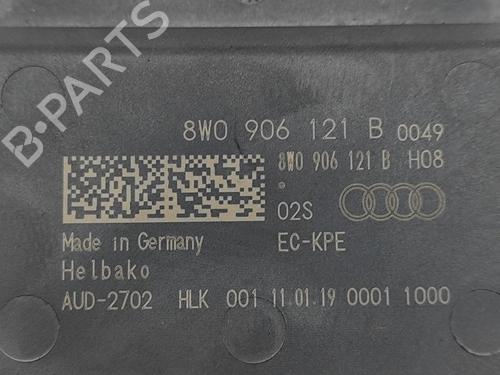 B-PARTS
8W0 906 121 B 0049
8W0 906 121 B H08
02S
Made in Germany EC-KPE
Helbako
AUD-2702 HLK 001 11.01.19 0001 1000